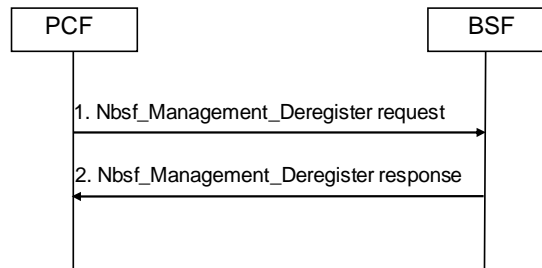 PCF
BSF
1. Nbsf_Management_Deregister request
2. Nbsf_Management_Deregister response